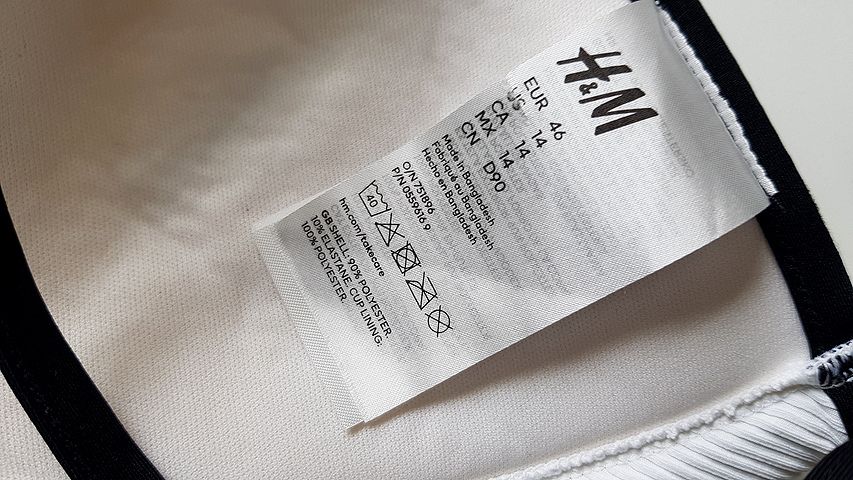 H&M
EUR 46
US 14
CA 14
MX 14
CN D90
Made in Bangladesh
Fabriqué au Bangladesh
Hecho en Bangladesh
O/N 751896
P/N 0559616 9
40
hm.com/takecare
GB SHELL: 90% POLYESTER.
10% ELASTANE. CUP LINING:
100% POLYESTER.